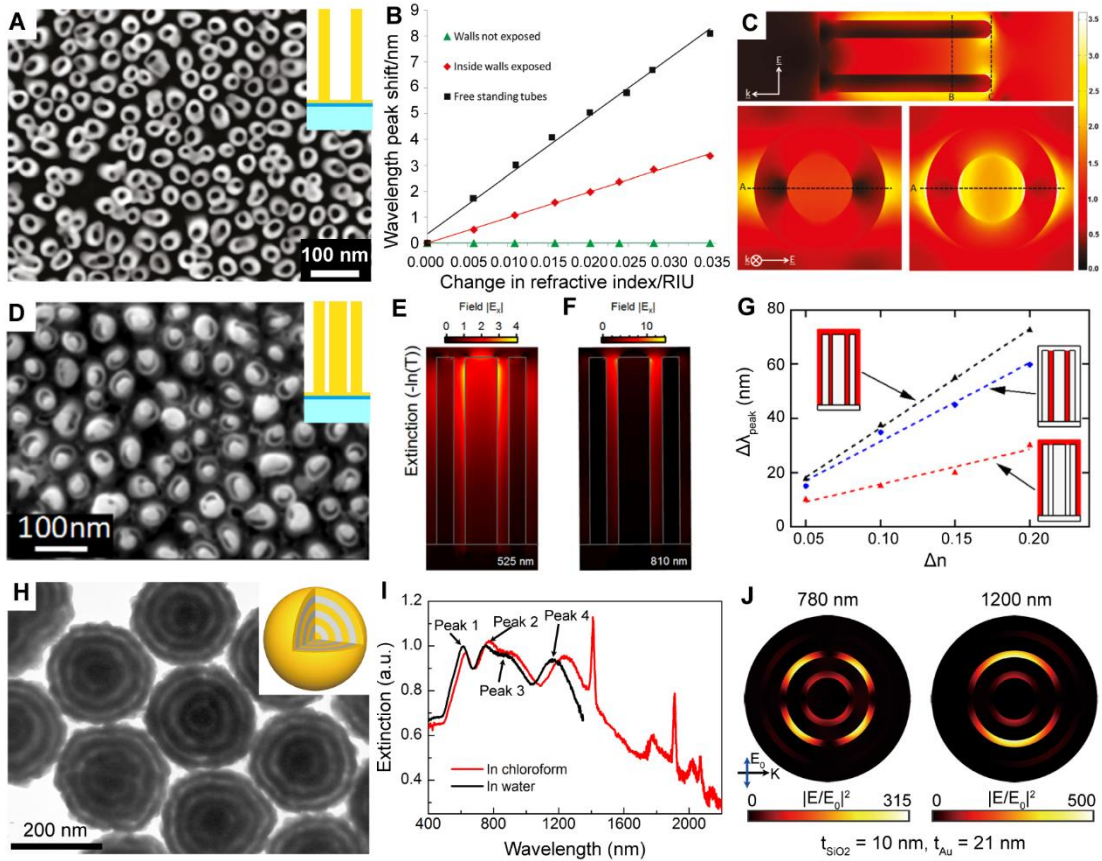 A
100 nm
B
Wavelength peak shift/nm
9
8
7
6
5
4
3
2
1
0
Walls not exposed
Inside walls exposed
Free standing tubes
0.000 0.005 0.010 0.015 0.020 0.025 0.030 0.035
Change in refractive index/RIU
C
E
k
B C
3.5
3.0
2.5
2.0
1.5
1.0
0.5
0.0
A
A
k E
D
100nm
E
Field |Eₓ|
0 1 2 3 4
Extinction (-ln(T))
525 nm
F
Field |Eₓ|
0 10
810 nm
G
Δλpeak (nm)
80
60
40
20
0
0.05 0.10 0.15 0.20
Δn
H
200 nm
I
Extinction (a.u.)
1.2
1.0
0.8
0.6
0.4
Peak 1
Peak 2
Peak 3
Peak 4
In chloroform
In water
400 800 1200 1600 2000
Wavelength (nm)
J
780 nm 1200 nm
E₀
K
0 |E/E₀|² 315
0 |E/E₀|² 500
tSiO2 = 10 nm, tAu = 21 nm